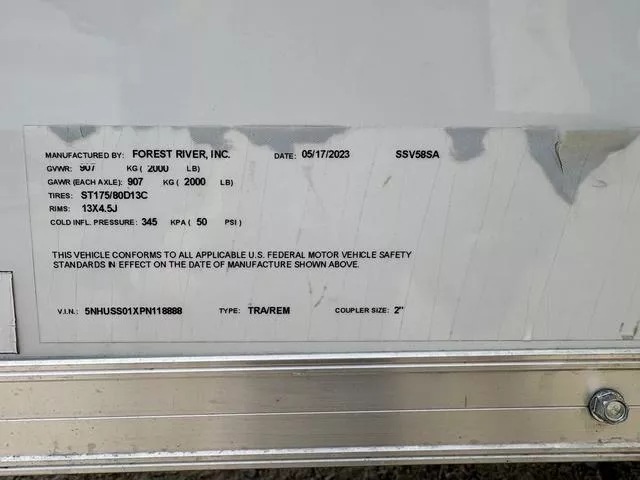 MANUFACTURED BY: FOREST RIVER, INC. DATE: 05/17/2023 SSV58SA
GVWR: 907 KG ( 2000 LB)
GAWR (EACH AXLE): 907 KG ( 2000 LB)
TIRES: ST175/80D13C
RIMS: 13X4.5J
COLD INFL. PRESSURE: 345 KPA ( 50 PSI )
THIS VEHICLE CONFORMS TO ALL APPLICABLE U.S. FEDERAL MOTOR VEHICLE SAFETY
STANDARDS IN EFFECT ON THE DATE OF MANUFACTURE SHOWN ABOVE.
V.I.N.: 5NHUSS01XPN118888 TYPE: TRA/REM COUPLER SIZE: 2"